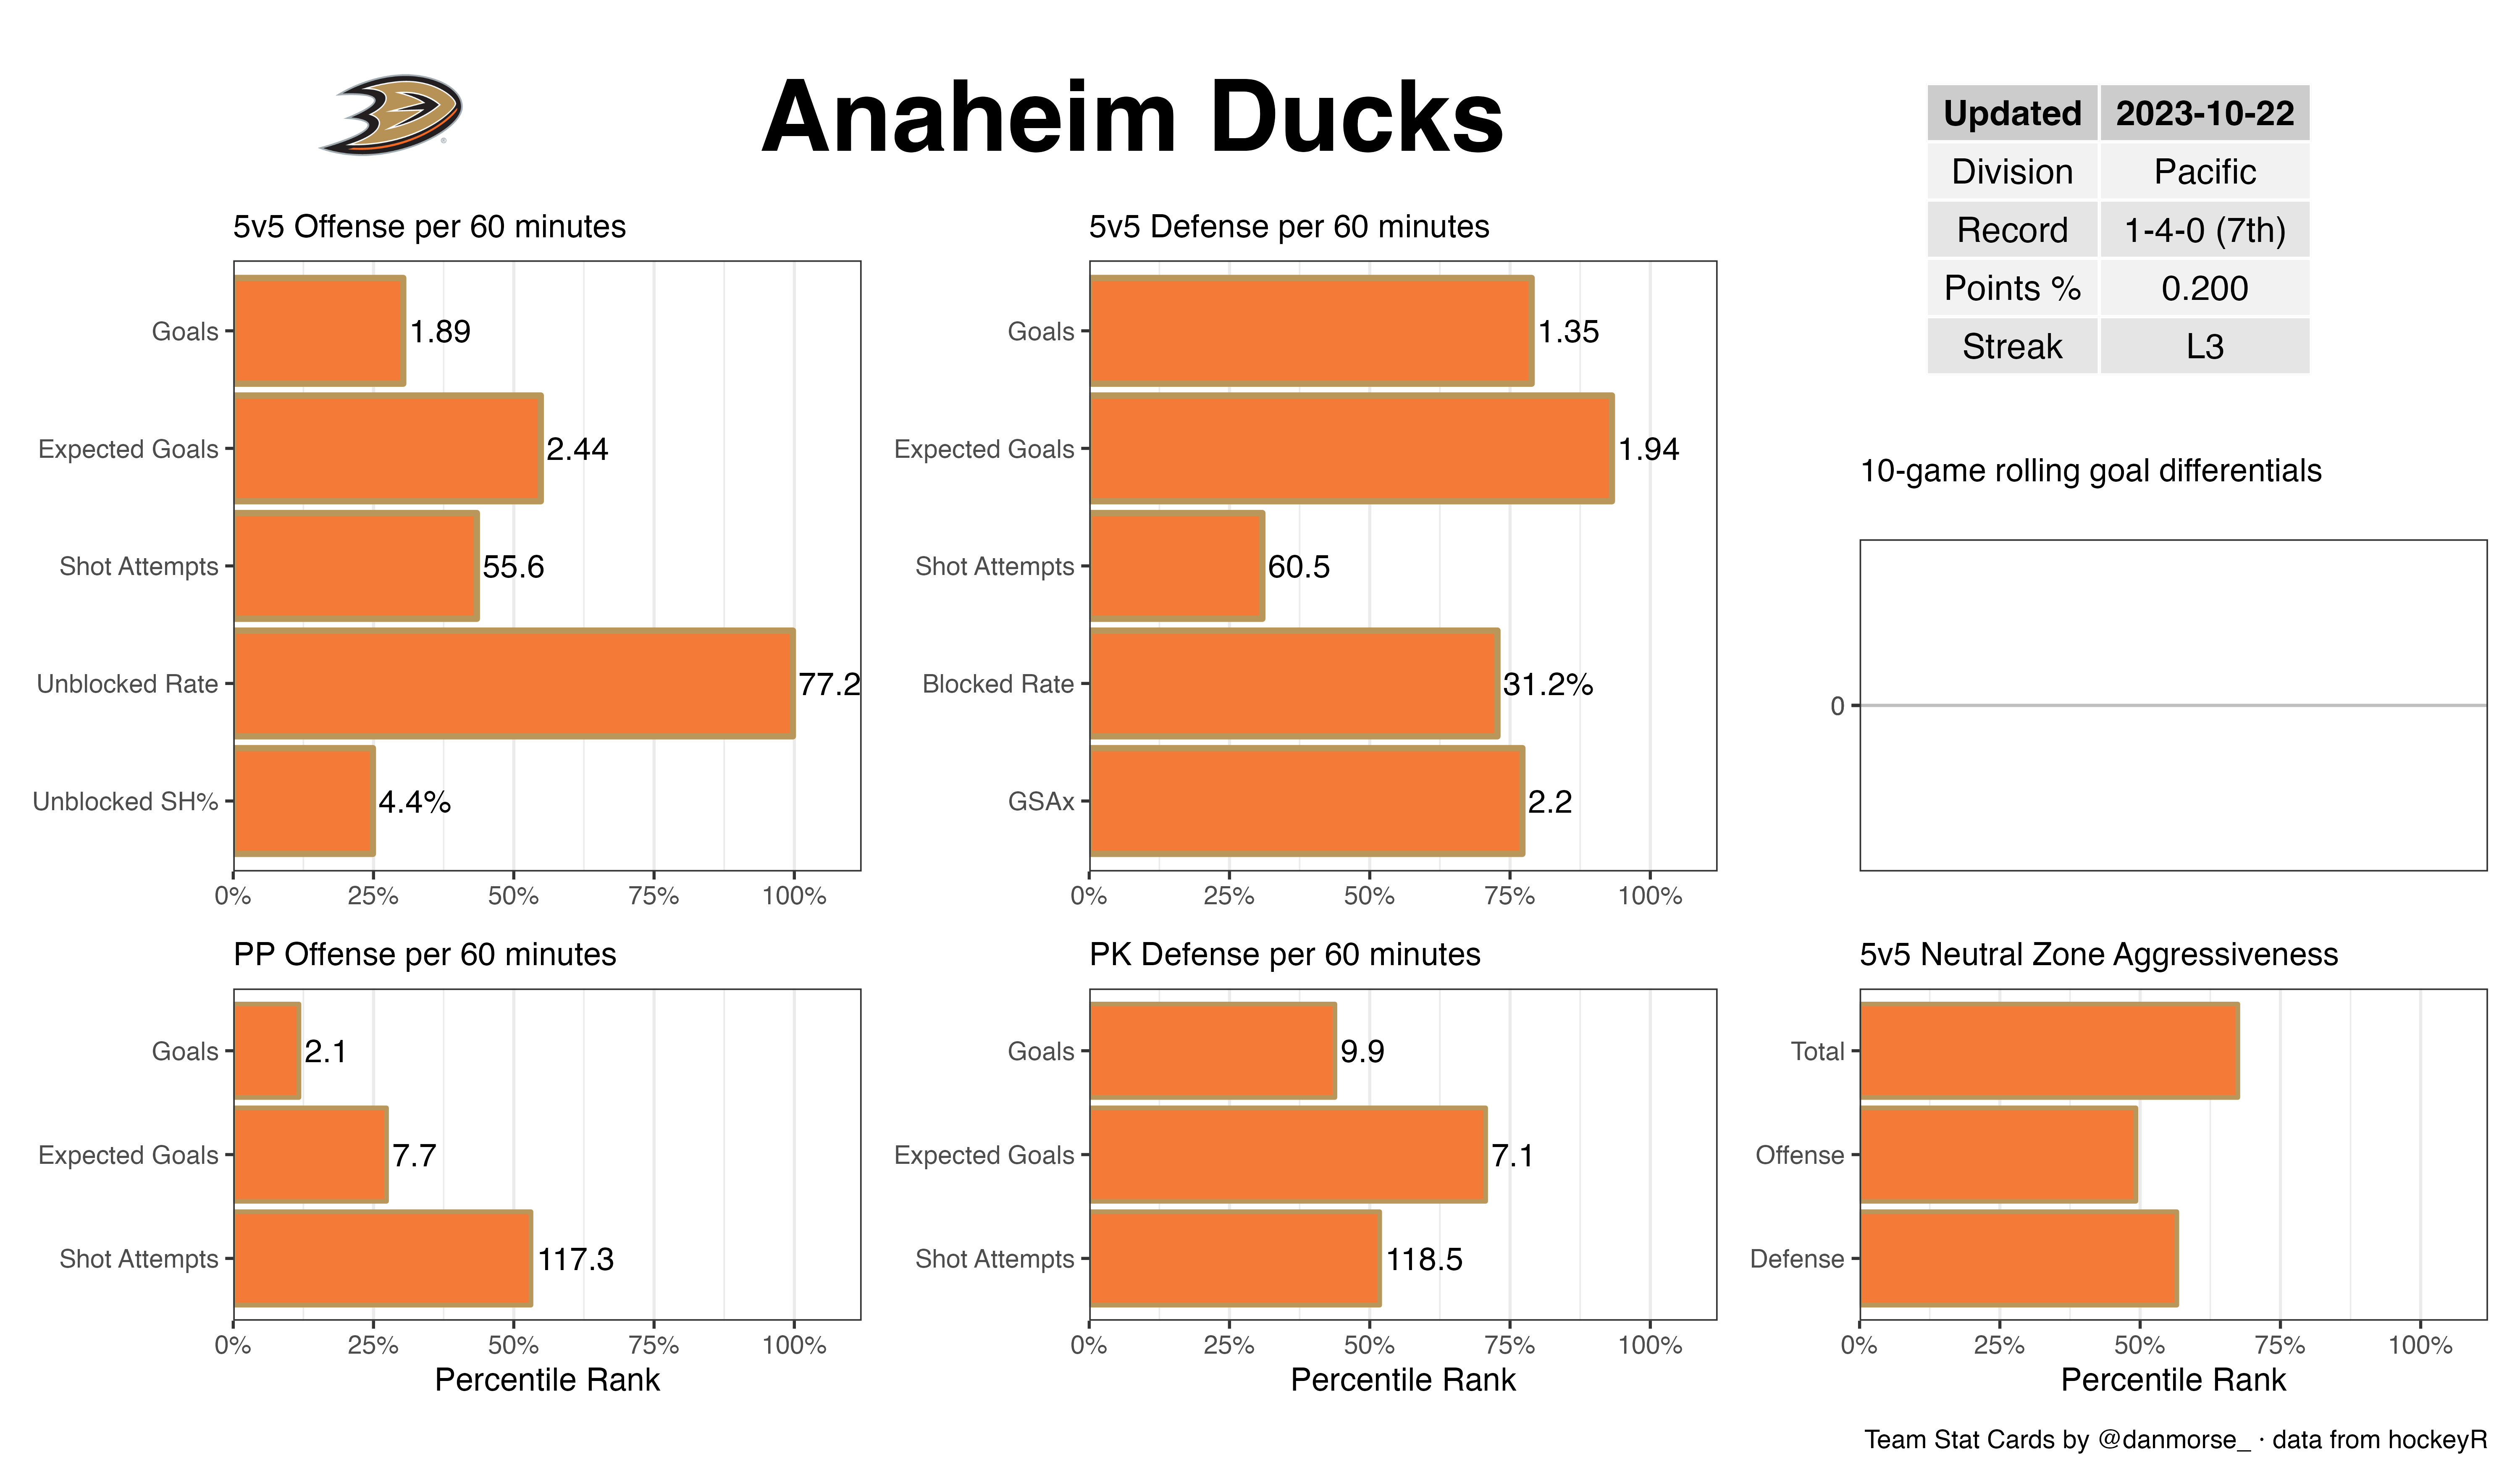 Anaheim Ducks
Updated 2023-10-22
Division Pacific
Record 1-4-0 (7th)
Points % 0.200
Streak L3
5v5 Offense per 60 minutes
Goals 1.89
Expected Goals 2.44
Shot Attempts 55.6
Unblocked Rate 77.2
Unblocked SH% 4.4%
0% 25% 50% 75% 100%
5v5 Defense per 60 minutes
Goals 1.35
Expected Goals 1.94
Shot Attempts 60.5
Blocked Rate 31.2%
GSAx 2.2
0% 25% 50% 75% 100%
10-game rolling goal differentials
0
PP Offense per 60 minutes
Goals 2.1
Expected Goals 7.7
Shot Attempts 117.3
0% 25% 50% 75% 100%
Percentile Rank
PK Defense per 60 minutes
Goals 9.9
Expected Goals 7.1
Shot Attempts 118.5
0% 25% 50% 75% 100%
Percentile Rank
5v5 Neutral Zone Aggressiveness
Total
Offense
Defense
0% 25% 50% 75% 100%
Percentile Rank
Team Stat Cards by @danmorse_ · data from hockeyR